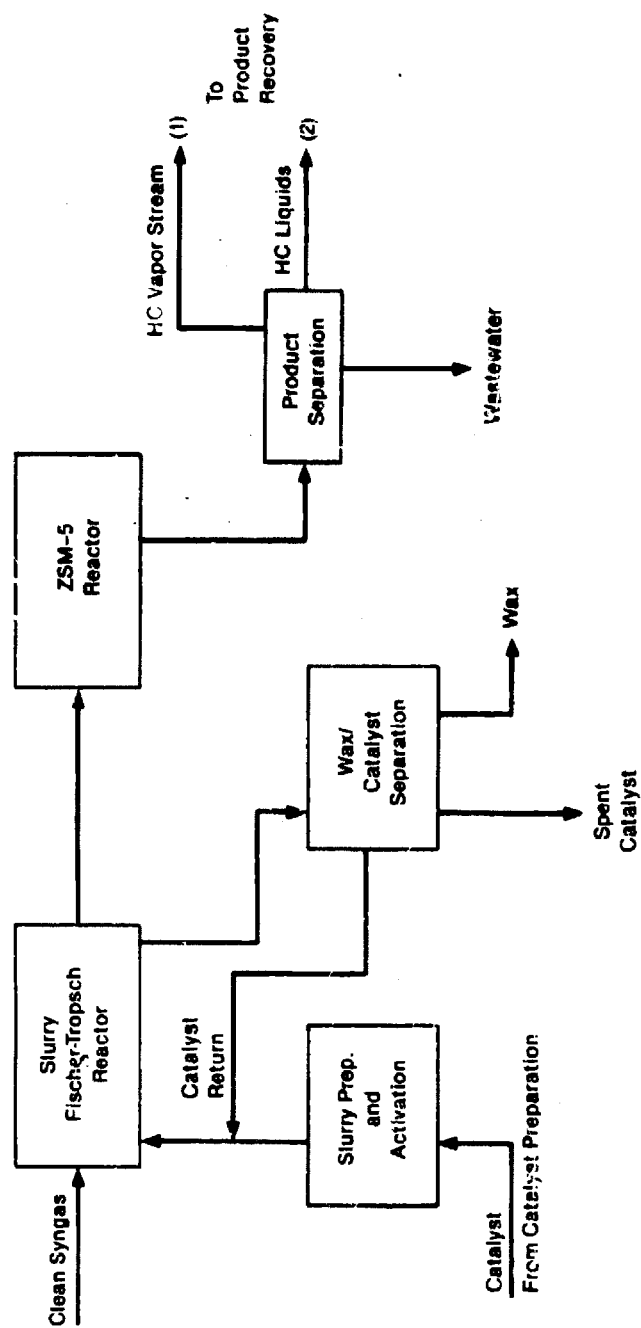 Clean Syngas
Slurry
Fischer-Tropsch
Reactor
ZSM-5
Reactor
HC Vapor Stream
(1)
To
Product
Recovery
HC Liquids
(2)
Product
Separation
Wastewater
Catalyst
Return
Wax/
Catalyst
Separation
Wax
Spent
Catalyst
Slurry Prep.
and
Activation
Catalyst
From Catalyst Preparation